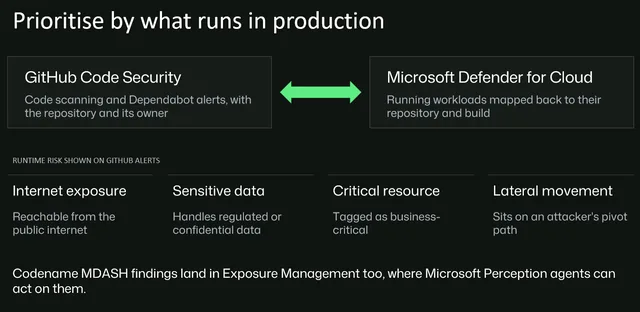 Prioritise by what runs in production
GitHub Code Security
Code scanning and Dependabot alerts, with
the repository and its owner
Microsoft Defender for Cloud
Running workloads mapped back to their
repository and build
RUNTIME RISK SHOWN ON GITHUB ALERTS
Internet exposure
Reachable from the
public internet
Sensitive data
Handles regulated or
confidential data
Critical resource
Tagged as business-
critical
Lateral movement
Sits on an attacker's pivot
path
Codename MDASH findings land in Exposure Management too, where Microsoft Perception agents can
act on them.